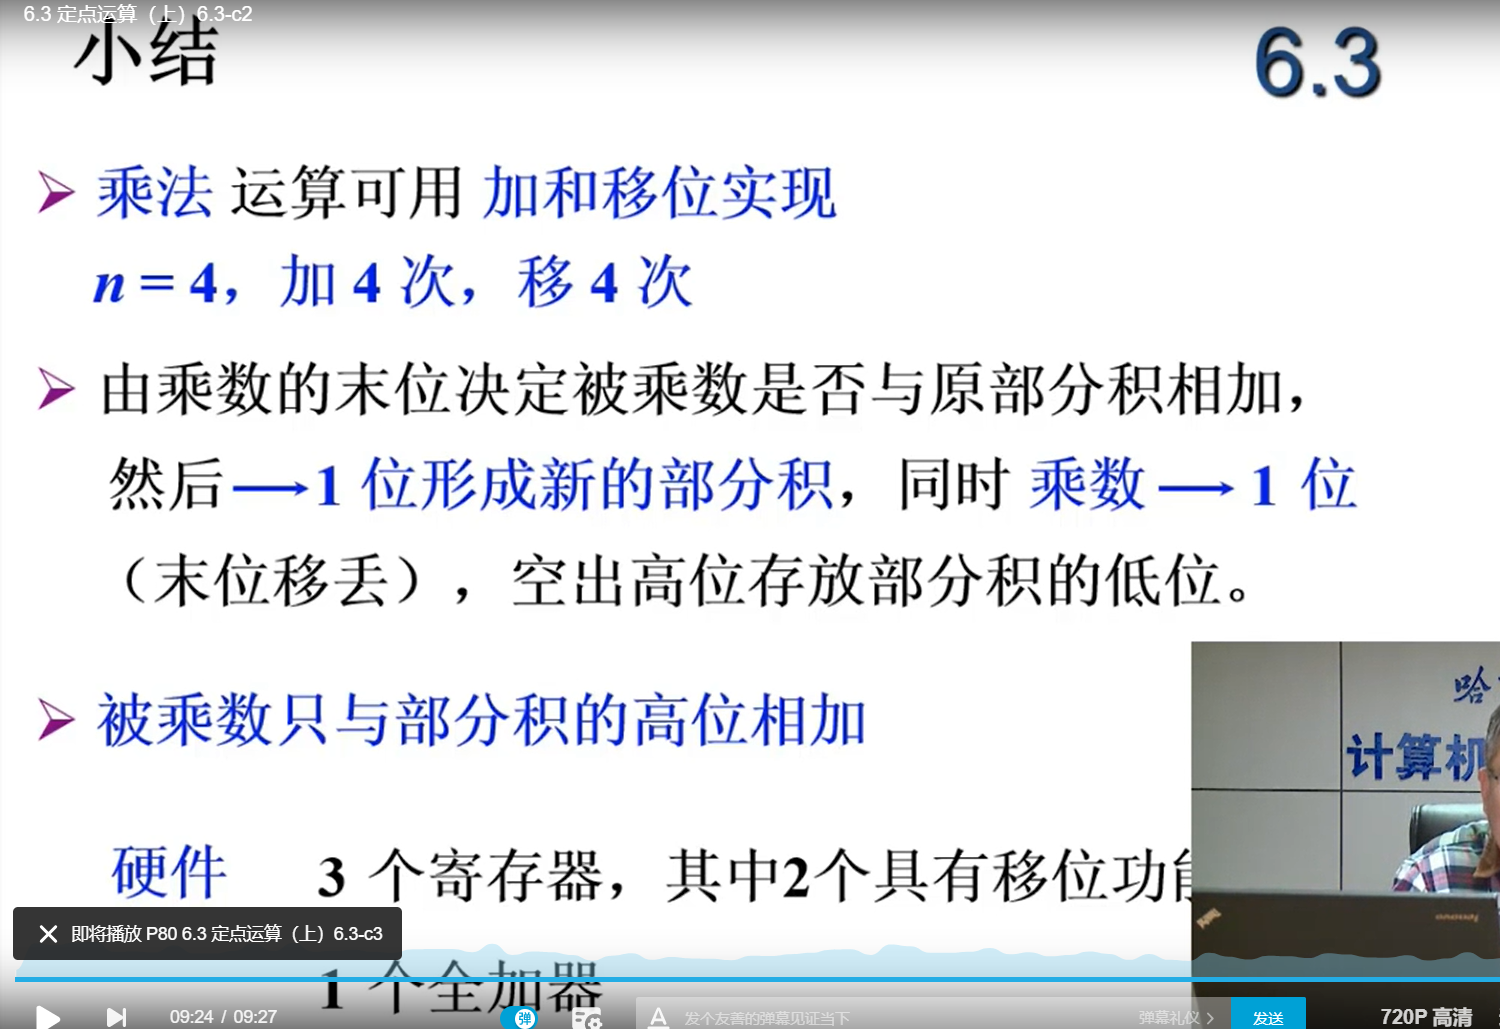 6.3 定点运算（上）6.3-c2
小结
6.3
乘法 运算可用 加和移位实现
n = 4，加 4 次，移 4 次
由乘数的末位决定被乘数是否与原部分积相加，
然后 → 1 位形成新的部分积，同时 乘数 → 1 位
（末位移丢），空出高位存放部分积的低位。
被乘数只与部分积的高位相加
硬件 3 个寄存器，其中2个具有移位功能
1 个全加器
哈
计算机
即将播放 P80 6.3 定点运算（上）6.3-c3
09:24 / 09:27
弹
发个友善的弹幕见证当下
弹幕礼仪
发送
720P 高清